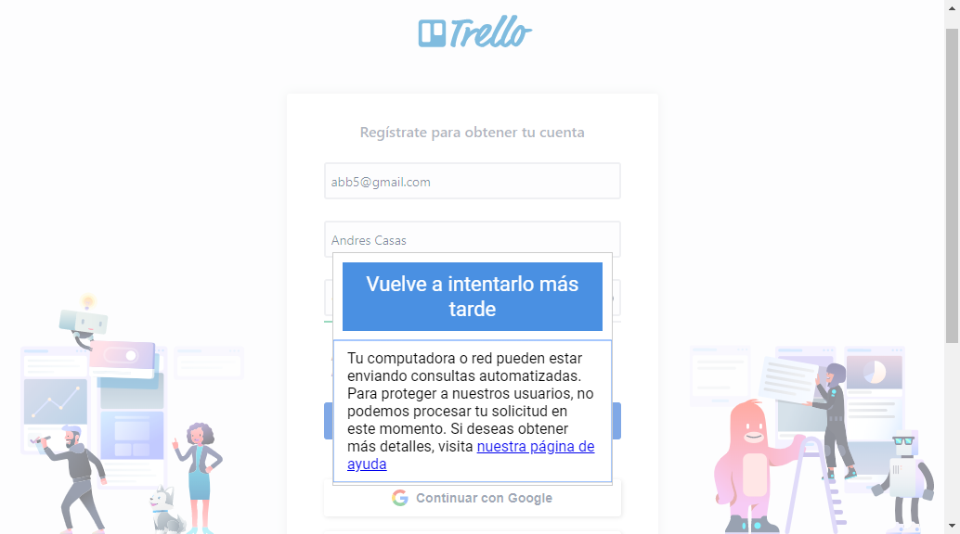 Trello
Regístrate para obtener tu cuenta
abb5@gmail.com
Andres Casas
Vuelve a intentarlo más
tarde
Tu computadora o red pueden estar
enviando consultas automatizadas.
Para proteger a nuestros usuarios, no
podemos procesar tu solicitud en
este momento. Si deseas obtener
más detalles, visita nuestra página de
ayuda
Continuar con Google